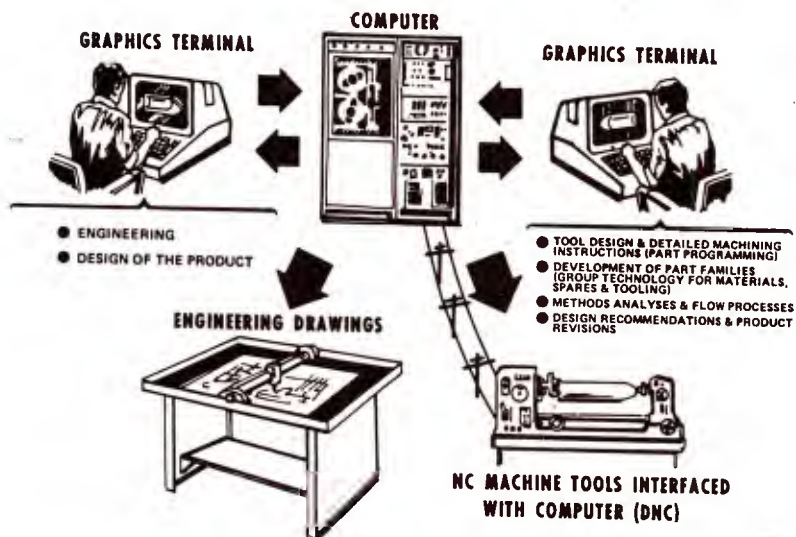 COMPUTER
GRAPHICS TERMINAL
GRAPHICS TERMINAL
● ENGINEERING
● DESIGN OF THE PRODUCT
● TOOL DESIGN & DETAILED MACHINING
INSTRUCTIONS (PART PROGRAMMING)
● DEVELOPMENT OF PART FAMILIES
(GROUP TECHNOLOGY FOR MATERIALS,
SPARES & TOOLING)
● METHODS ANALYSES & FLOW PROCESSES
● DESIGN RECOMMENDATIONS & PRODUCT
REVISIONS
ENGINEERING DRAWINGS
NC MACHINE TOOLS INTERFACED
WITH COMPUTER (DNC)